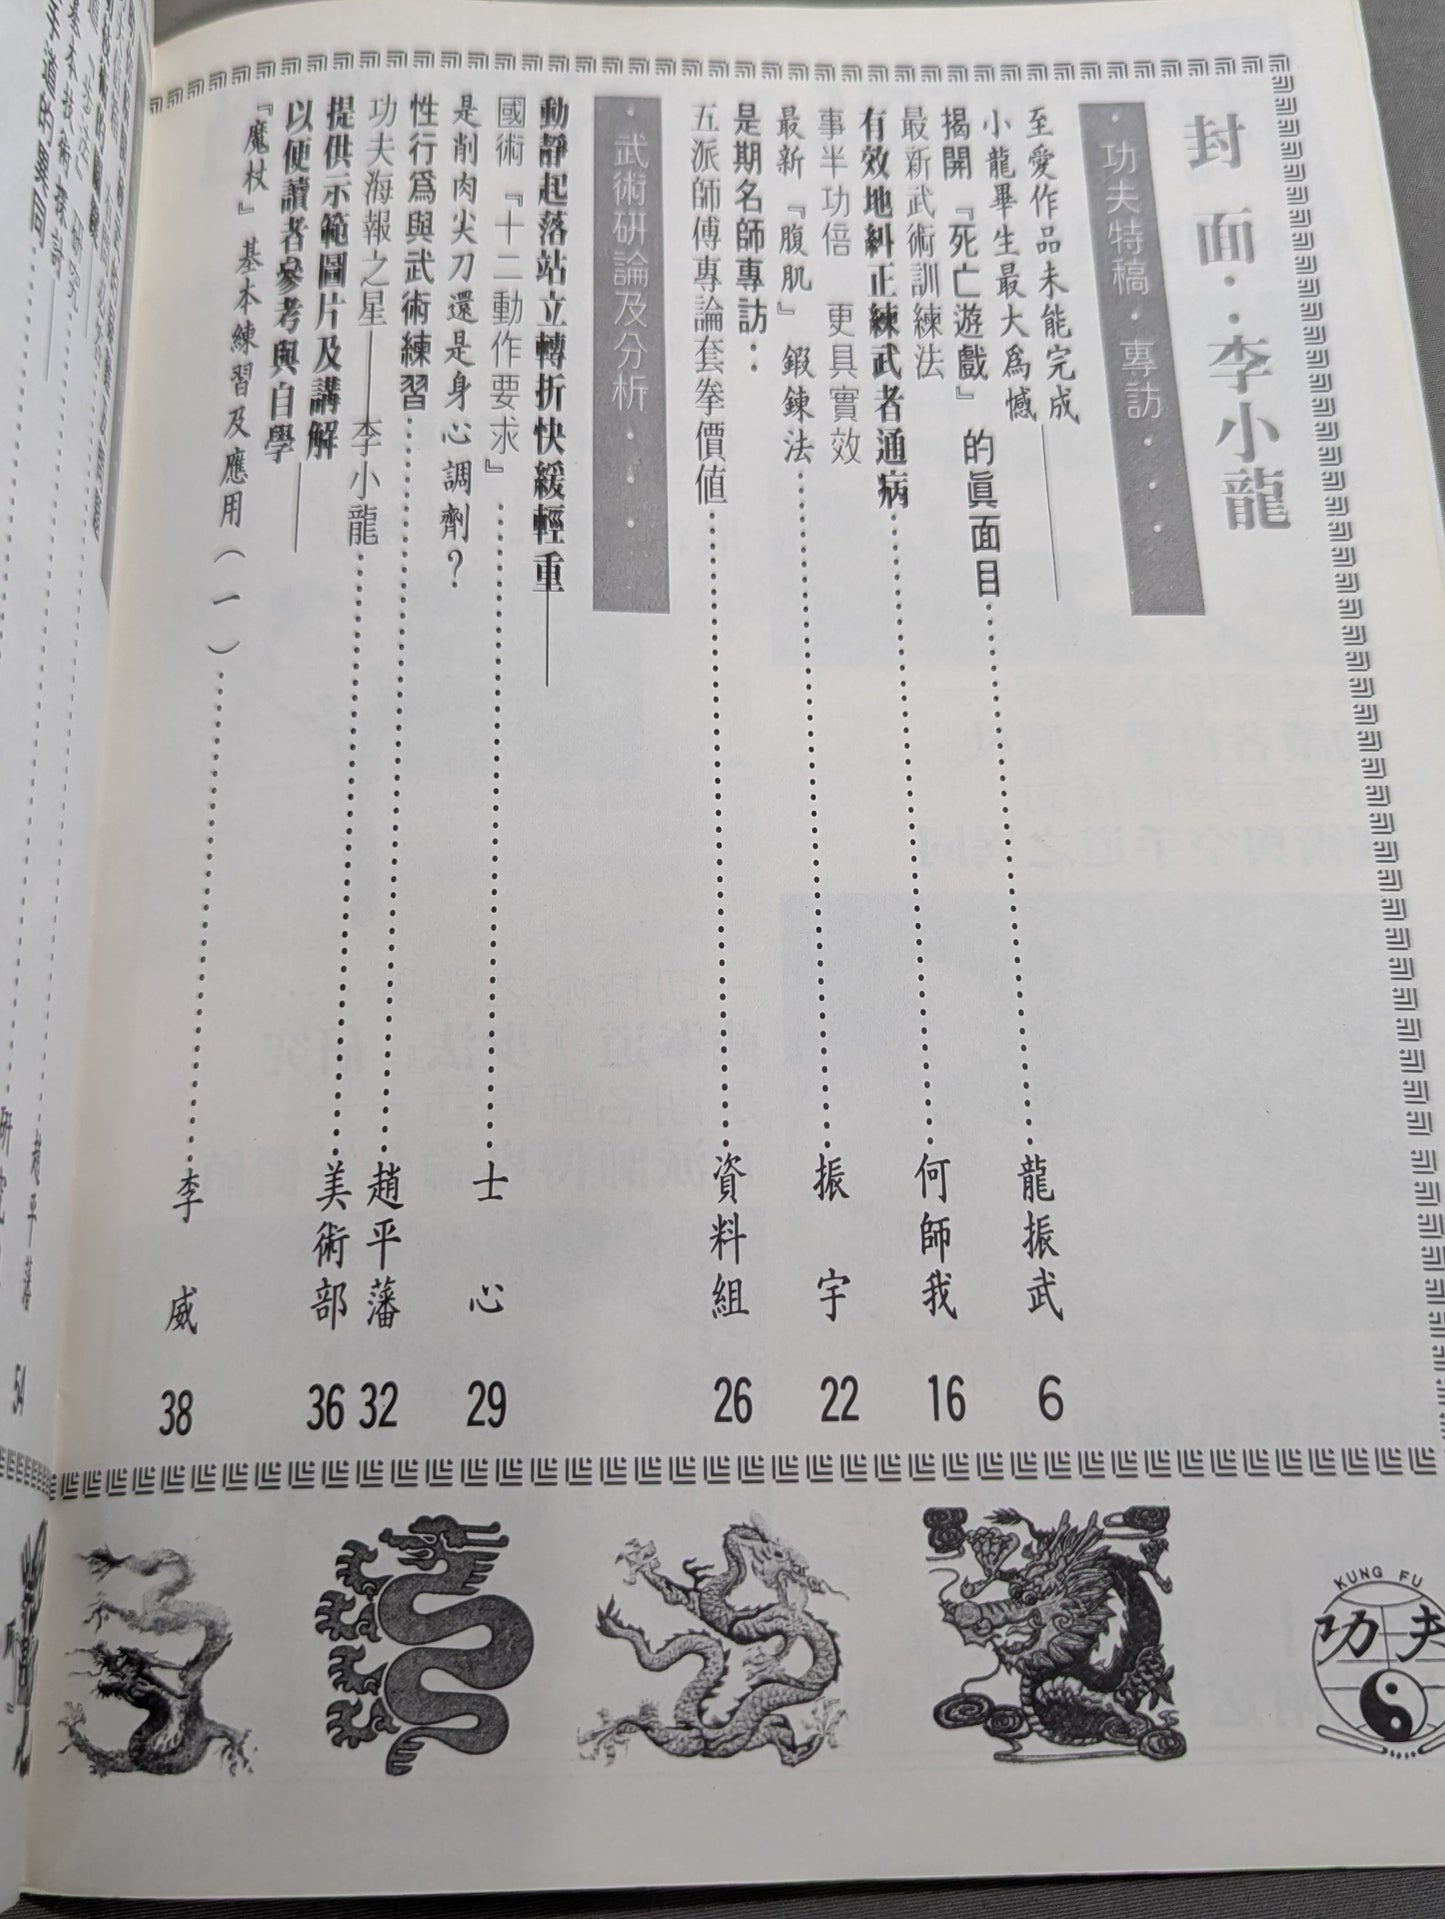 封面：李小龍
·功夫特稿·專訪····
至愛作品未能完成——
小龍畢生最大爲憾
揭開『死亡遊戲』的眞面目……龍振武 6
最新武術訓練法
有效地糾正練武者通病……何師我 16
事半功倍 更具實效
最新『腹肌』鍛鍊法……振宇 22
是期名師專訪：
五派師傅專論套拳價值……資料組 26
·武術研論及分析···
動靜起落站立轉折快緩輕重——
國術『十二動作要求』……士心 29
是削肉尖刀還是身心調劑？
性行爲與武術練習……趙平藩 32
功夫海報之星——李小龍……美術部 36
提供示範圖片及講解
以便讀者參考與自學——
『魔杖』基本練習及應用（一）……李威 38
趙平藩 54
KUNG FU
功夫